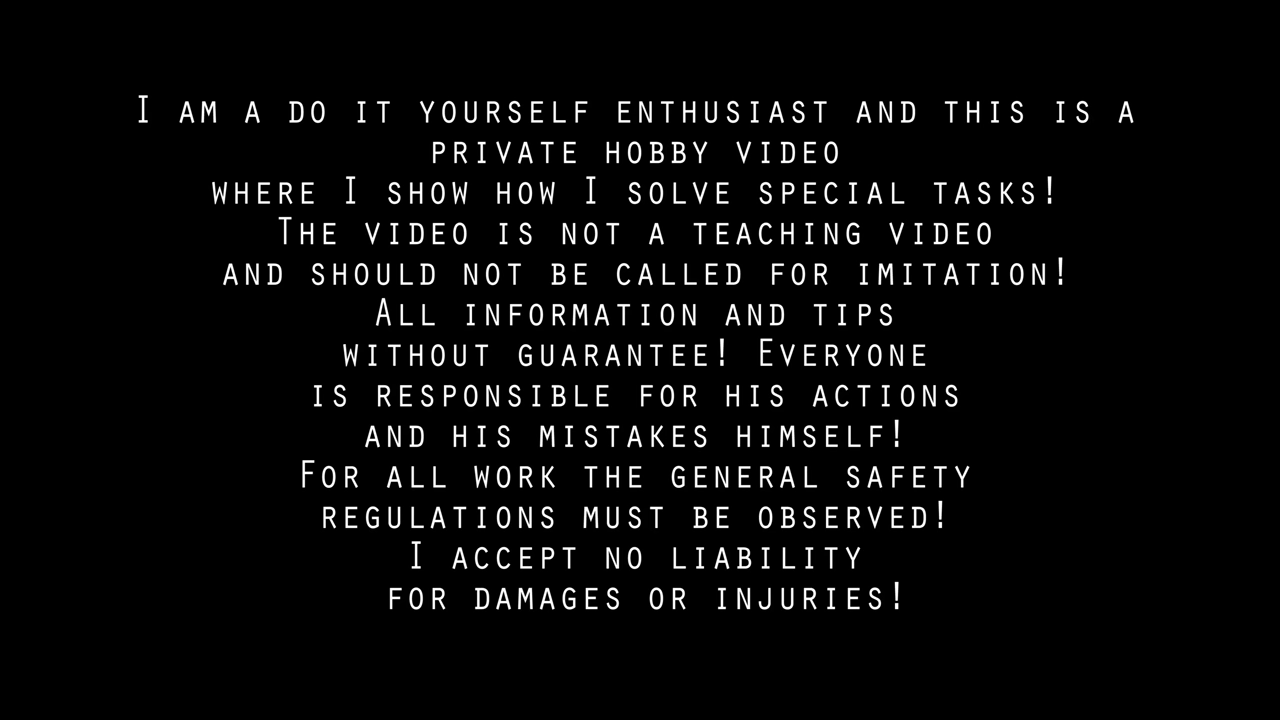 I AM A DO IT YOURSELF ENTHUSIAST AND THIS IS A
PRIVATE HOBBY VIDEO
WHERE I SHOW HOW I SOLVE SPECIAL TASKS!
THE VIDEO IS NOT A TEACHING VIDEO
AND SHOULD NOT BE CALLED FOR IMITATION!
ALL INFORMATION AND TIPS
WITHOUT GUARANTEE! EVERYONE
IS RESPONSIBLE FOR HIS ACTIONS
AND HIS MISTAKES HIMSELF!
FOR ALL WORK THE GENERAL SAFETY
REGULATIONS MUST BE OBSERVED!
I ACCEPT NO LIABILITY
FOR DAMAGES OR INJURIES!